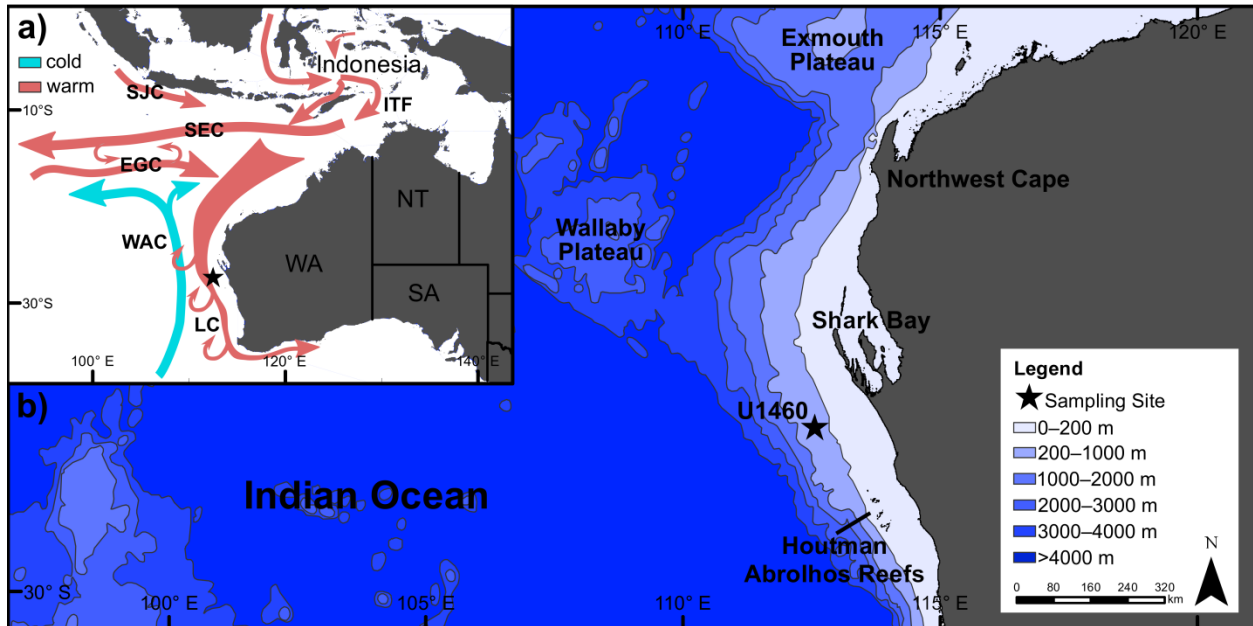 a)
cold
warm
Indonesia
SJC
ITF
10°S
SEC
EGC
NT
WAC
WA
SA
30°S
LC
100° E
120° E
140° E
110° E
115° E
120° E
Exmouth
Plateau
Northwest Cape
Wallaby
Plateau
Shark Bay
U1460
b)
Indian Ocean
Houtman
Abrolhos Reefs
30° S
100° E
105° E
110° E
115° E
Legend
Sampling Site
0–200 m
200–1000 m
1000–2000 m
2000–3000 m
3000–4000 m
>4000 m
N
0 80 160 240 320
km